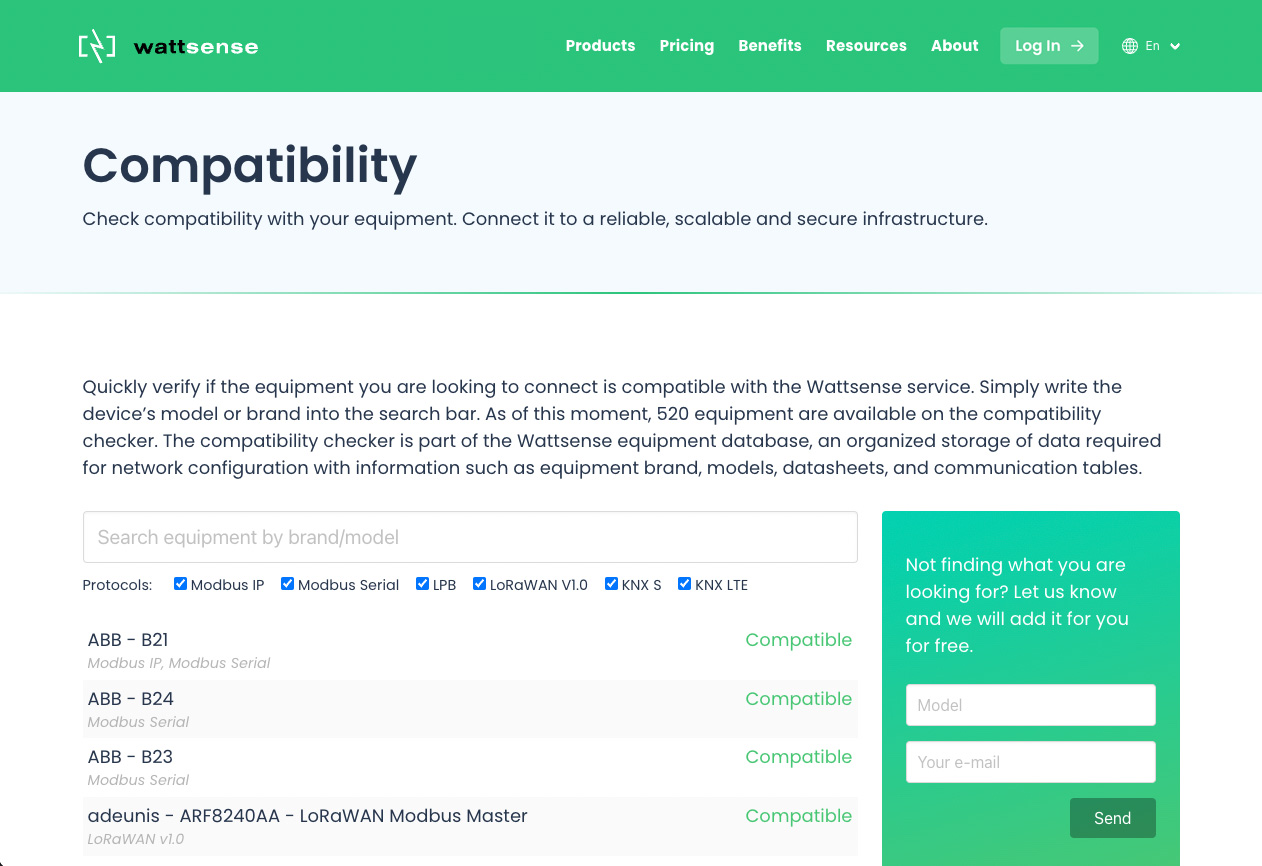 wattsense
Products Pricing Benefits Resources About Log In En
Compatibility
Check compatibility with your equipment. Connect it to a reliable, scalable and secure infrastructure.
Quickly verify if the equipment you are looking to connect is compatible with the Wattsense service. Simply write the
device’s model or brand into the search bar. As of this moment, 520 equipment are available on the compatibility
checker. The compatibility checker is part of the Wattsense equipment database, an organized storage of data required
for network configuration with information such as equipment brand, models, datasheets, and communication tables.
Search equipment by brand/model
Protocols: Modbus IP Modbus Serial LPB LoRaWAN V1.0 KNX S KNX LTE
ABB - B21 Compatible
Modbus IP, Modbus Serial
ABB - B24 Compatible
Modbus Serial
ABB - B23 Compatible
Modbus Serial
adeunis - ARF8240AA - LoRaWAN Modbus Master Compatible
LoRaWAN v1.0
Not finding what you are
looking for? Let us know
and we will add it for you
for free.
Model
Your e-mail
Send